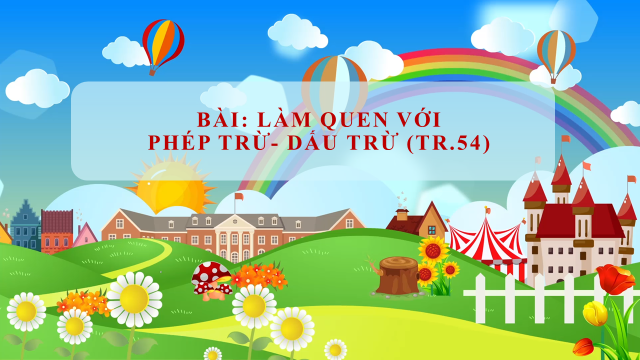 BÀI: LÀM QUEN VỚI
PHÉP TRỪ- DẤU TRỪ (TR.54)